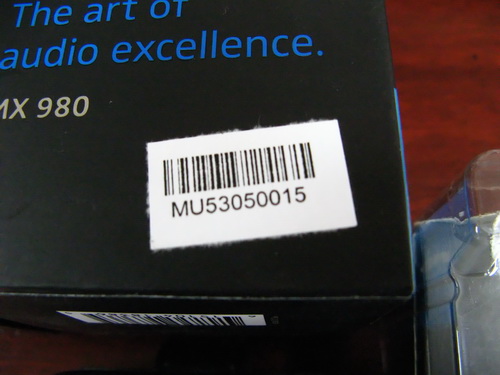 The art of
audio excellence.
MX 980
MU53050015